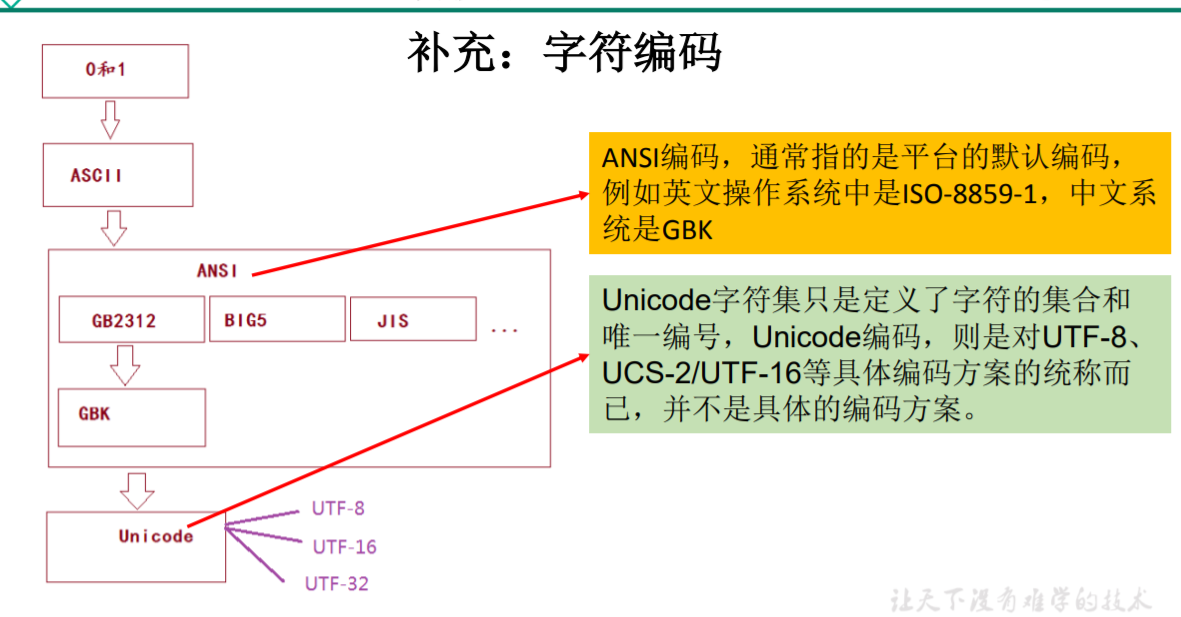 补充：字符编码
0和1
ASCII
ANSI
GB2312
BIG5
JIS
...
GBK
Unicode
UTF-8
UTF-16
UTF-32
ANSI编码，通常指的是平台的默认编码，
例如英文操作系统中是ISO-8859-1，中文系
统是GBK
Unicode字符集只是定义了字符的集合和
唯一编号，Unicode编码，则是对UTF-8、
UCS-2/UTF-16等具体编码方案的统称而
已，并不是具体的编码方案。
让天下没有难学的技术